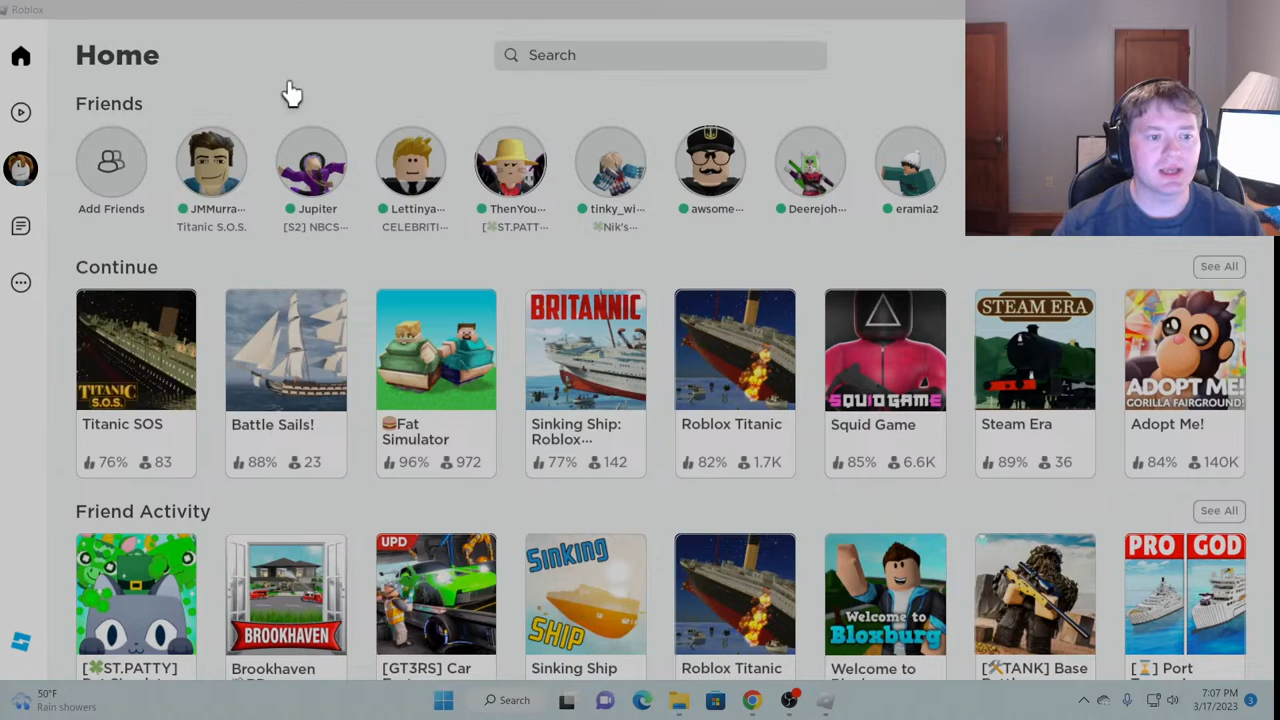 Roblox
Home
Search
Friends
Add Friends
JMMurra...
Titanic S.O.S.
Jupiter
[S2] NBCS...
Lettinya...
CELEBRITI...
ThenYou...
[🍀ST.PATT...
tinky_wi...
🍀Nik's...
awsome...
Deerejoh...
eramia2
Continue
See All
TITANIC
S.O.S.
BRITANNIC
SQUID GAME
STEAM ERA
ADOPT ME!
GORILLA FAIRGROUND!
Titanic SOS
Battle Sails!
🍔Fat
Simulator
Sinking Ship:
Roblox...
Roblox Titanic
Squid Game
Steam Era
Adopt Me!
76% 83
88% 23
96% 972
77% 142
82% 1.7K
85% 6.6K
89% 36
84% 140K
Friend Activity
See All
BROOKHAVEN
UPD
SINKING
SHIP
Welcome to
Bloxburg
PRO GOD
[🍀ST.PATTY]
Brookhaven
[GT3RS] Car
Sinking Ship
Roblox Titanic
Welcome to
[🛠TANK] Base
[⌛] Port
50°F
Rain showers
Search
7:07 PM
3/17/2023
3